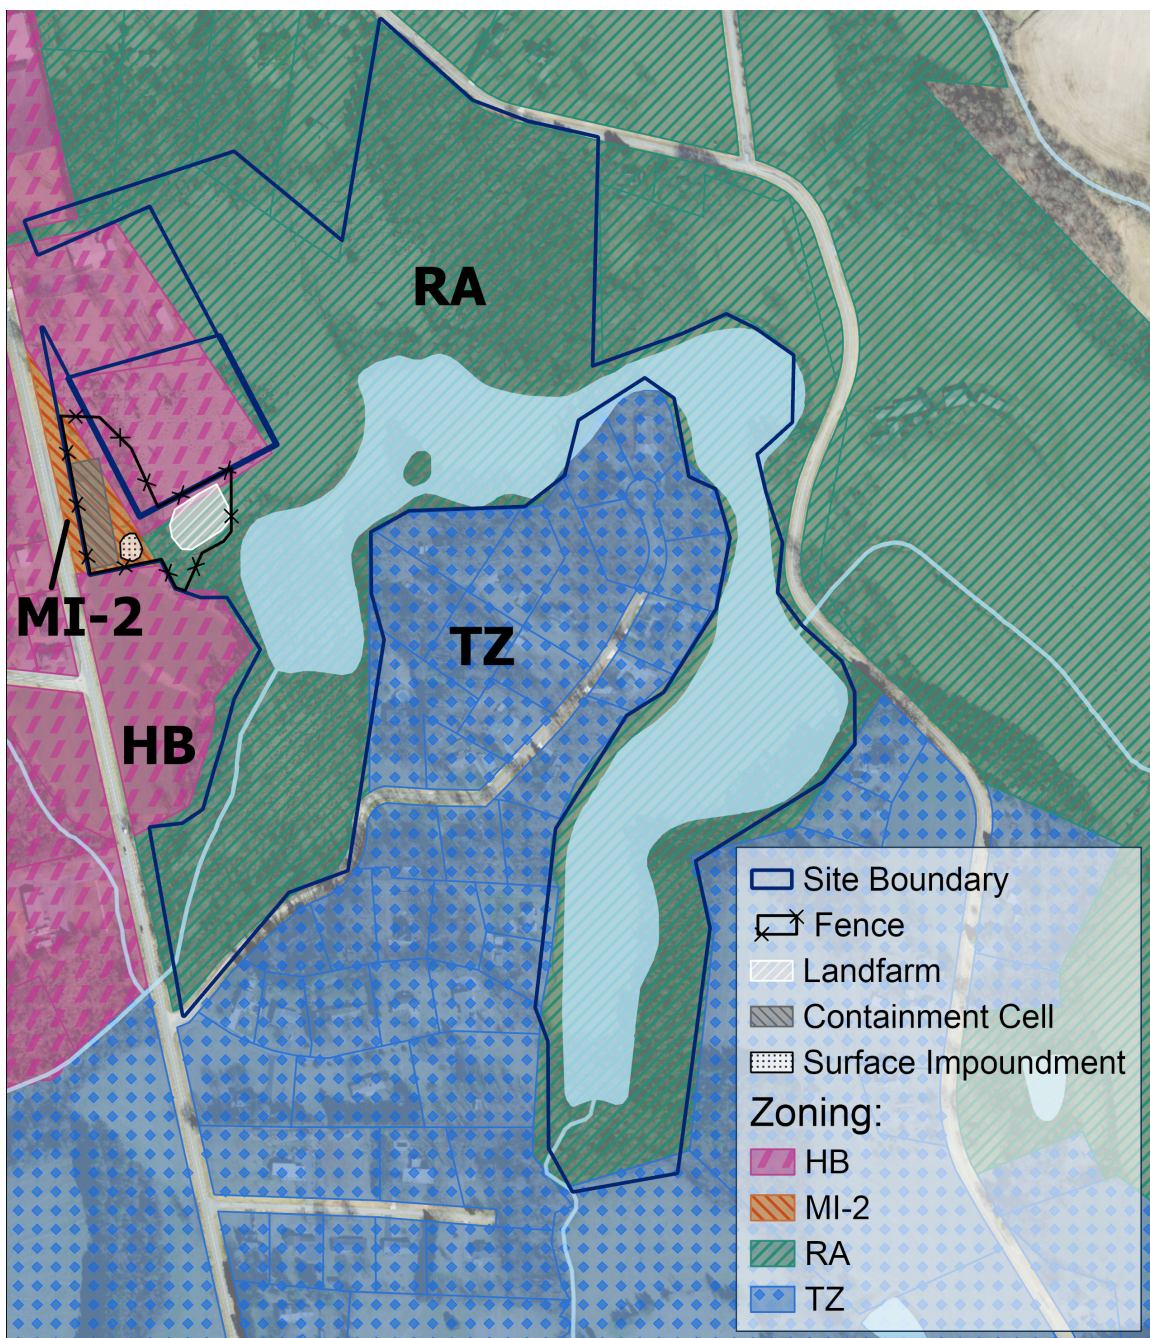 RA
MI-2
TZ
HB
Site Boundary
Fence
Landfarm
Containment Cell
Surface Impoundment
Zoning:
HB
MI-2
RA
TZ